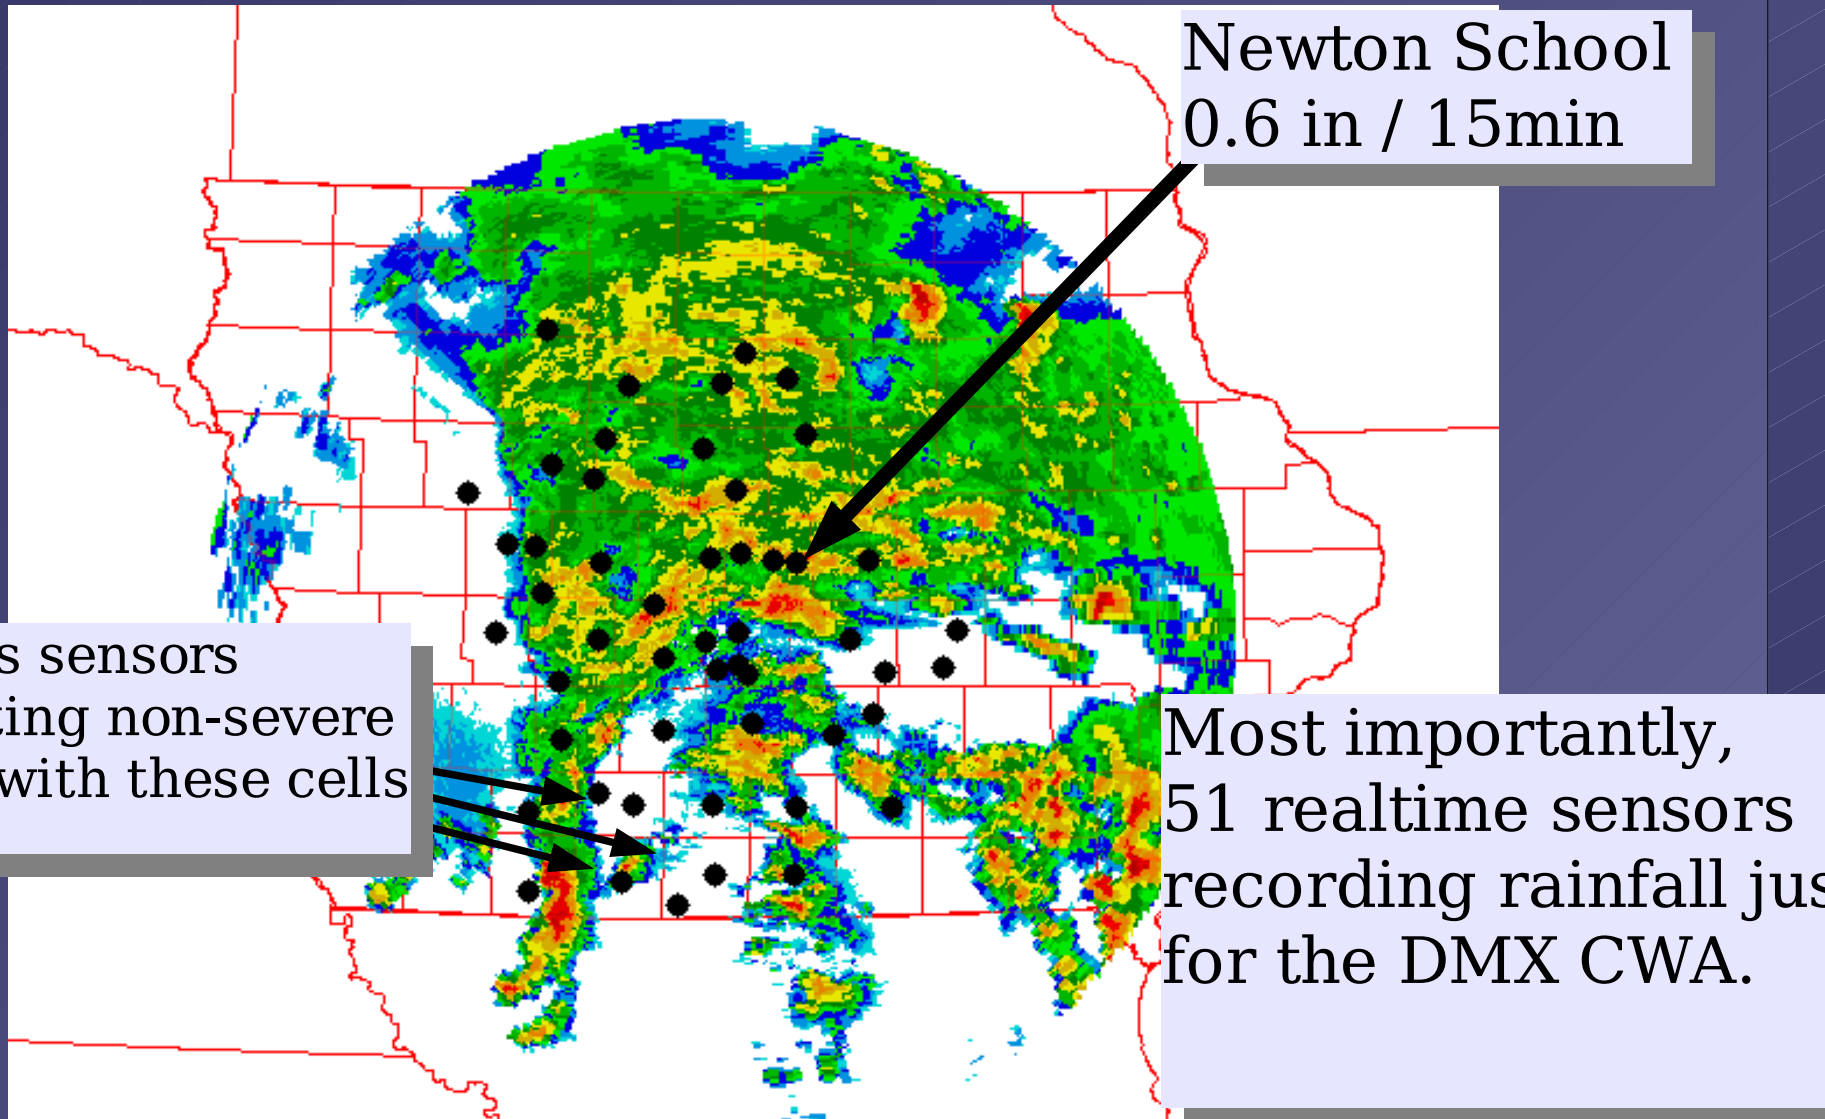 Newton School
0.6 in / 15min
s sensors
ting non-severe
with these cells
Most importantly,
51 realtime sensors
recording rainfall jus
for the DMX CWA.